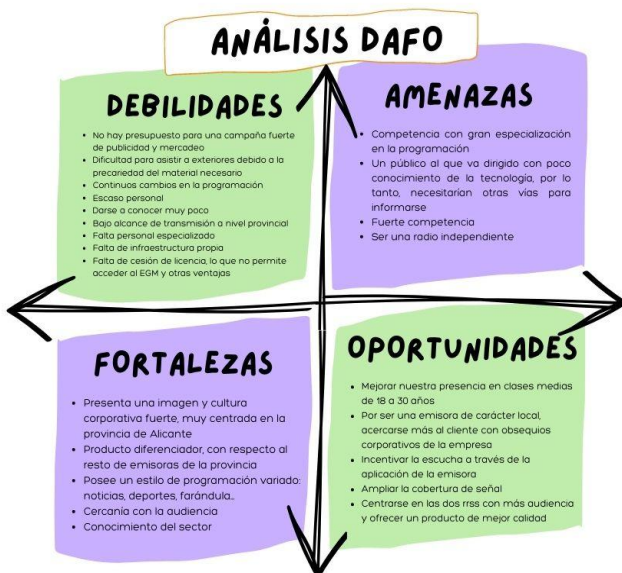 ANÁLISIS DAFO
DEBILIDADES
• No hay presupuesto para una campaña fuerte
de publicidad y mercadeo
• Dificultad para asistir a exteriores debido a la
precariedad del material necesario
• Continuos cambios en la programación
• Escaso personal
• Darse a conocer muy poco
• Bajo alcance de transmisión a nivel provincial
• Falta personal especializado
• Falta de infraestructura propia
• Falta de cesión de licencia, lo que no permite
acceder al EGM y otras ventajas
AMENAZAS
• Competencia con gran especialización
en la programación
• Un público al que va dirigido con poco
conocimiento de la tecnología, por lo
tanto, necesitarían otras vías para
informarse
• Fuerte competencia
• Ser una radio independiente
FORTALEZAS
• Presenta una imagen y cultura
corporativa fuerte, muy centrada en la
provincia de Alicante
• Producto diferenciador, con respecto al
resto de emisoras de la provincia
• Posee un estilo de programación variado:
noticias, deportes, farándula...
• Cercanía con la audiencia
• Conocimiento del sector
OPORTUNIDADES
• Mejorar nuestra presencia en clases medias
de 18 a 30 años
• Por ser una emisora de carácter local,
acercarse más al cliente con obsequios
corporativos de la empresa
• Incentivar la escucha a través de la
aplicación de la emisora
• Ampliar la cobertura de señal
• Centrarse en las dos rrss con más audiencia
y ofrecer un producto de mejor calidad